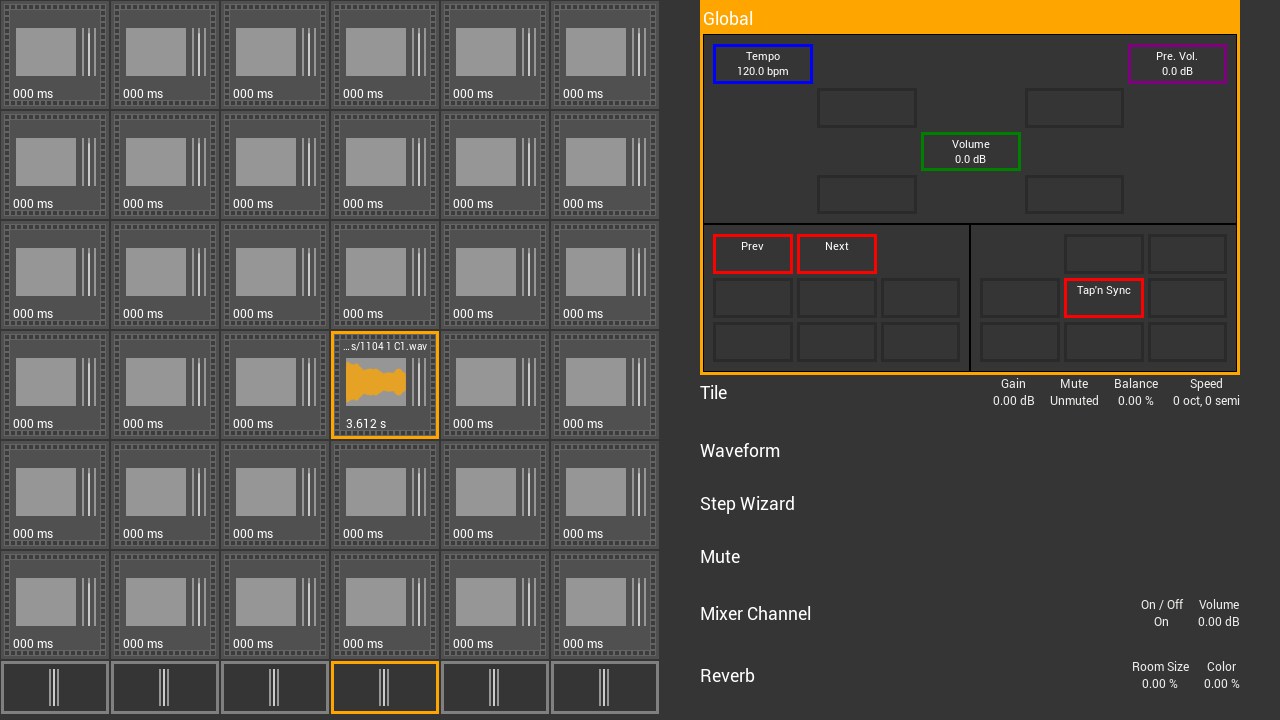 000 ms 000 ms 000 ms 000 ms 000 ms 000 ms
000 ms 000 ms 000 ms 000 ms 000 ms 000 ms
000 ms 000 ms 000 ms 000 ms 000 ms 000 ms
...s/1104 1 C1.wav
000 ms 000 ms 000 ms 3.612 s 000 ms 000 ms
000 ms 000 ms 000 ms 000 ms 000 ms 000 ms
000 ms 000 ms 000 ms 000 ms 000 ms 000 ms
Global
Tempo
120.0 bpm
Pre. Vol.
0.0 dB
Volume
0.0 dB
Prev
Next
Tap'n Sync
Tile
Gain
0.00 dB
Mute
Unmuted
Balance
0.00 %
Speed
0 oct, 0 semi
Waveform
Step Wizard
Mute
Mixer Channel
On / Off
On
Volume
0.00 dB
Reverb
Room Size
0.00 %
Color
0.00 %